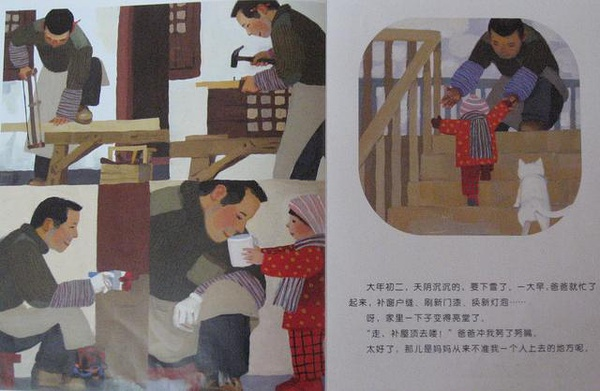 大年初二,天阴沉沉的,要下雪了。一大早,爸爸就忙了
起来,补窗户缝、刷新门漆、换新灯泡……
呀,家里一下子变得亮堂了。
“走,补屋顶去喽!”爸爸冲我努了努嘴。
太好了,那儿是妈妈从来不准我一个人上去的地方呢。